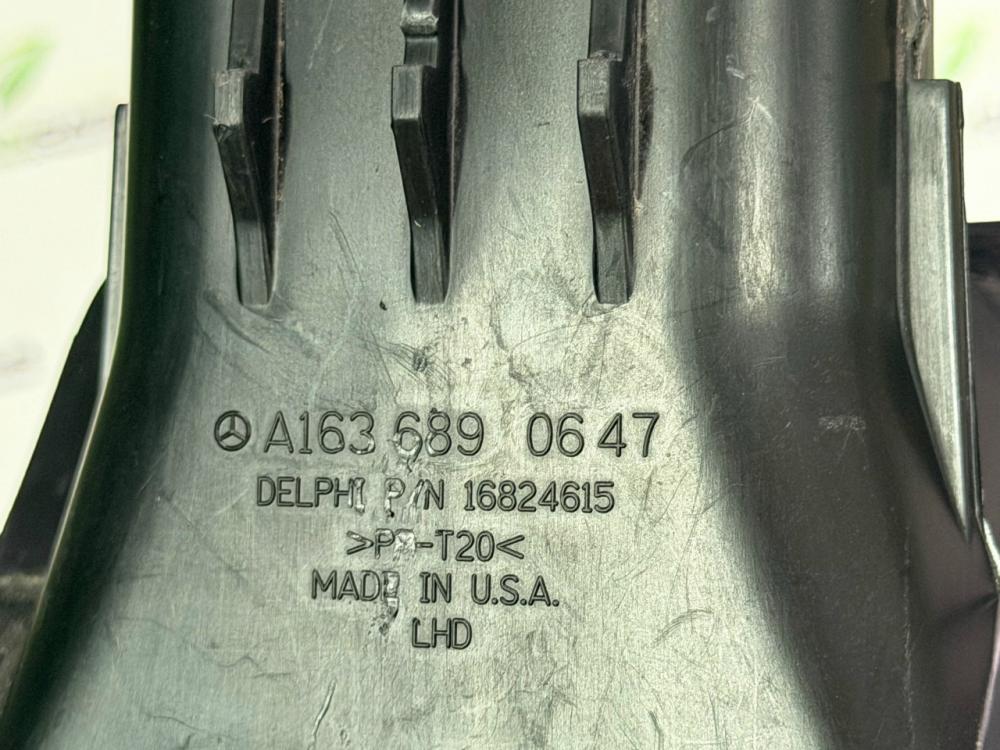 A163 689 06 47
DELPHI P/N 16824615
MADE IN U.S.A.
LHD